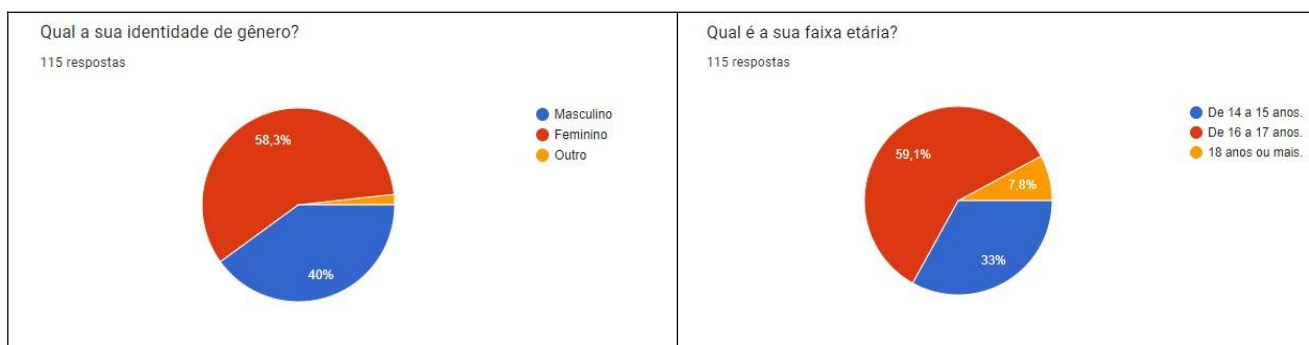 Qual a sua identidade de gênero?
115 respostas
58,3%
40%
Masculino
Feminino
Outro
Qual é a sua faixa etária?
115 respostas
59,1%
7,8%
33%
De 14 a 15 anos.
De 16 a 17 anos.
18 anos ou mais.